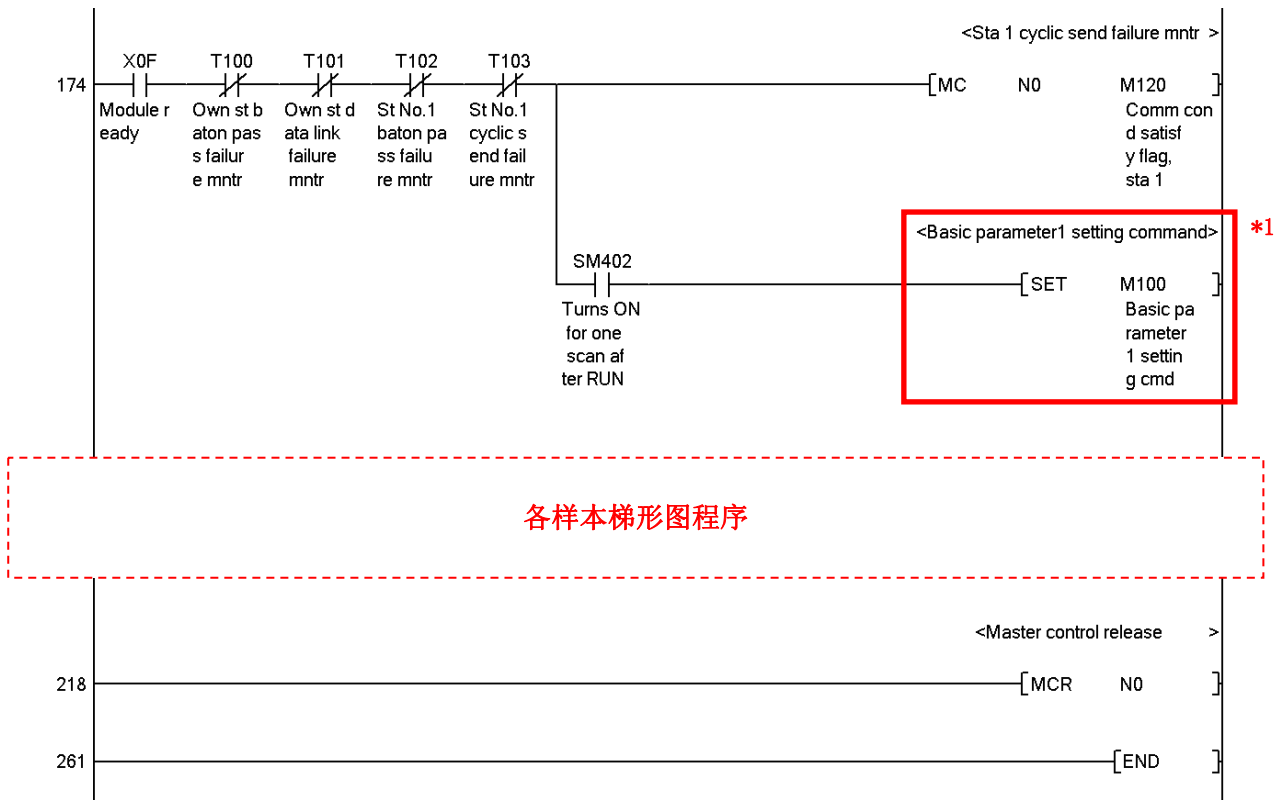 <Sta 1 cyclic send failure mntr >
X0F T100 T101 T102 T103
174 MC N0 M120
Module r Own st b Own st d St No.1 St No.1 Comm con
eady aton pas ata link baton pa cyclic s d satisf
s failur failure ss failu end fail y flag,
e mntr mntr re mntr ure mntr sta 1
<Basic parameter1 setting command> *1
SM402
SET M100
Turns ON Basic pa
for one rameter
scan af 1 settin
ter RUN g cmd
各样本梯形图程序
<Master control release >
218 MCR N0
261 END